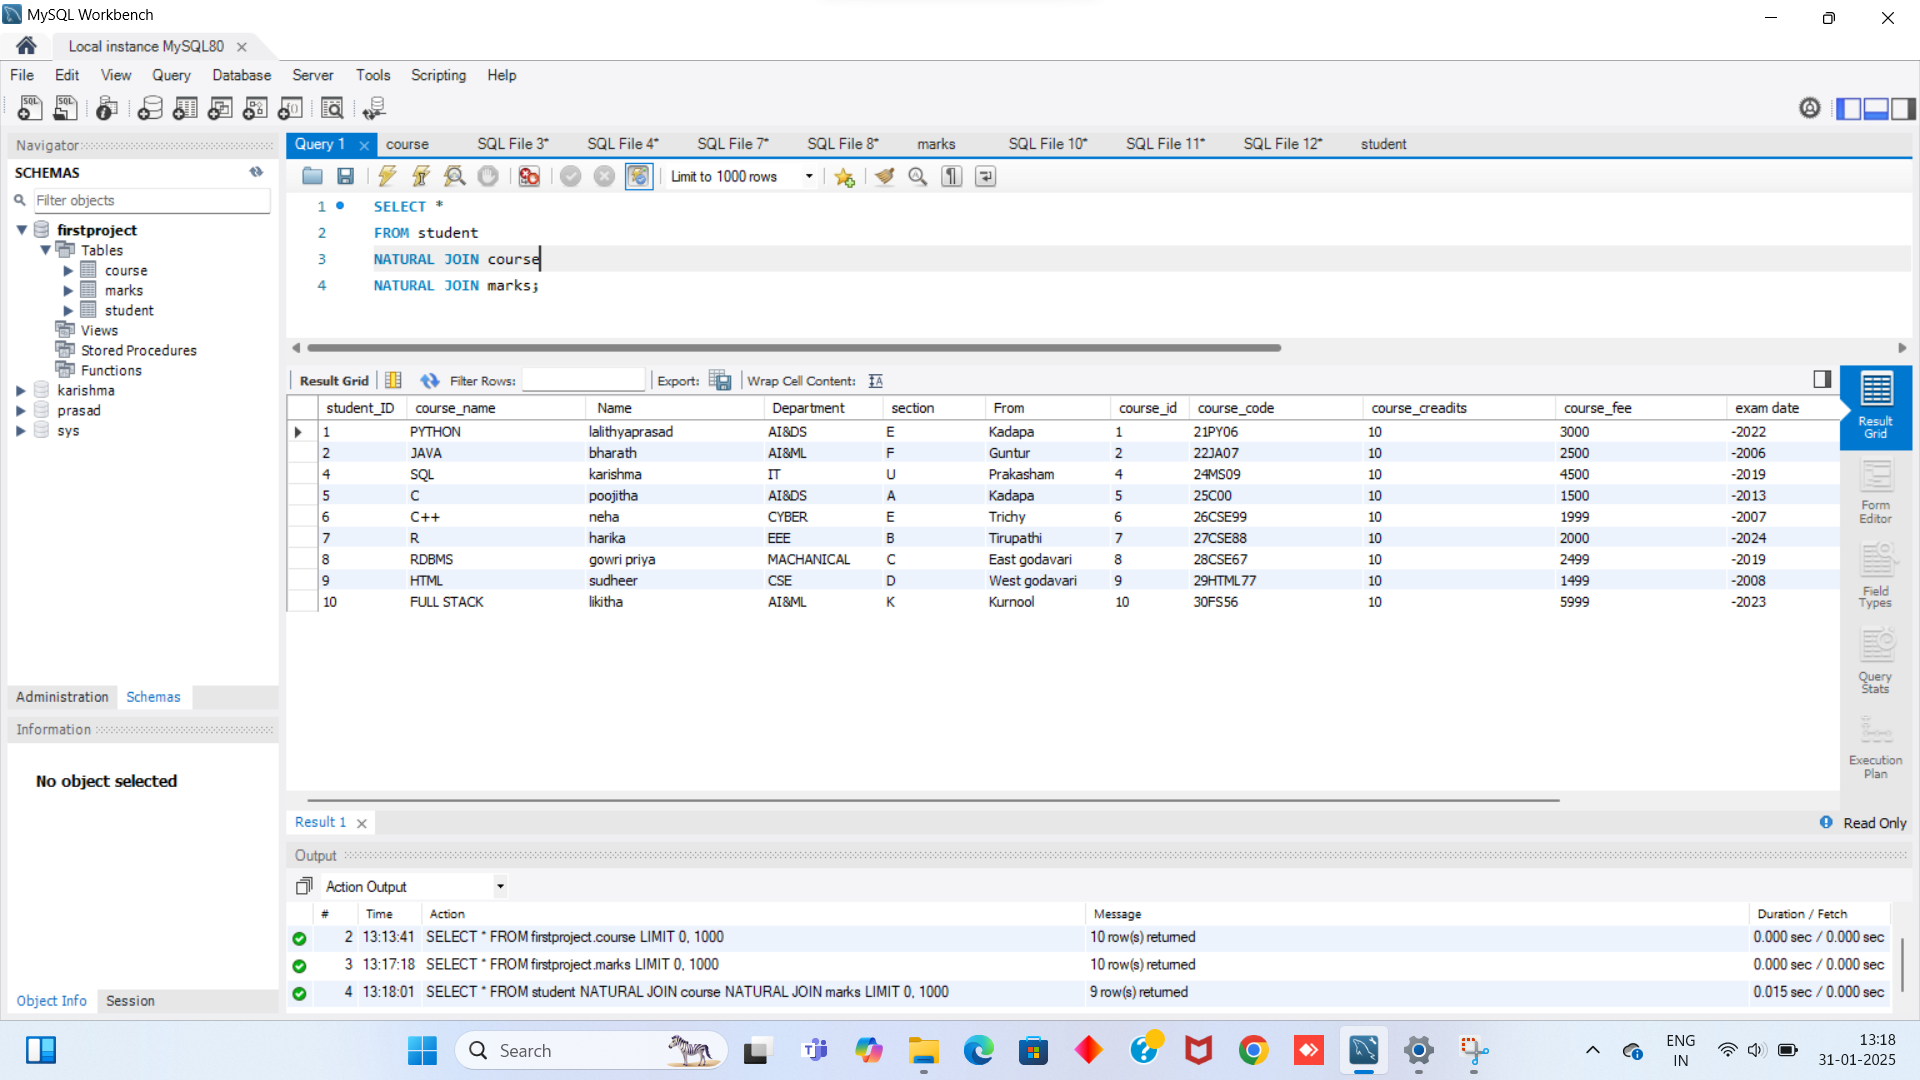 MySQL Workbench
Local instance MySQL80
File Edit View Query Database Server Tools Scripting Help
Navigator
SCHEMAS
Filter objects
firstproject
Tables
course
marks
student
Views
Stored Procedures
Functions
karishma
prasad
sys
Administration Schemas
Information
No object selected
Object Info Session
Query 1 course SQL File 3* SQL File 4* SQL File 7* SQL File 8* marks SQL File 10* SQL File 11* SQL File 12* student
Limit to 1000 rows
1 SELECT *
2 FROM student
3 NATURAL JOIN course
4 NATURAL JOIN marks;
Result Grid Filter Rows: Export: Wrap Cell Content:
student_ID course_name Name Department section From course_id course_code course_creadits course_fee exam date
1 PYTHON lalithyaprasad AI&DS E Kadapa 1 21PY06 10 3000 -2022
2 JAVA bharath AI&ML F Guntur 2 22JA07 10 2500 -2006
4 SQL karishma IT U Prakasham 4 24MS09 10 4500 -2019
5 C poojitha AI&DS A Kadapa 5 25C00 10 1500 -2013
6 C++ neha CYBER E Trichy 6 26CSE99 10 1999 -2007
7 R harika EEE B Tirupathi 7 27CSE88 10 2000 -2024
8 RDBMS gowri priya MACHANICAL C East godavari 8 28CSE67 10 2499 -2019
9 HTML sudheer CSE D West godavari 9 29HTML77 10 1499 -2008
10 FULL STACK likitha AI&ML K Kurnool 10 30FS56 10 5999 -2023
Result Grid
Form Editor
Field Types
Query Stats
Execution Plan
Result 1
Read Only
Output
Action Output
# Time Action Message Duration / Fetch
2 13:13:41 SELECT * FROM firstproject.course LIMIT 0, 1000 10 row(s) returned 0.000 sec / 0.000 sec
3 13:17:18 SELECT * FROM firstproject.marks LIMIT 0, 1000 10 row(s) returned 0.000 sec / 0.000 sec
4 13:18:01 SELECT * FROM student NATURAL JOIN course NATURAL JOIN marks LIMIT 0, 1000 9 row(s) returned 0.015 sec / 0.000 sec
Search
ENG
IN
13:18
31-01-2025